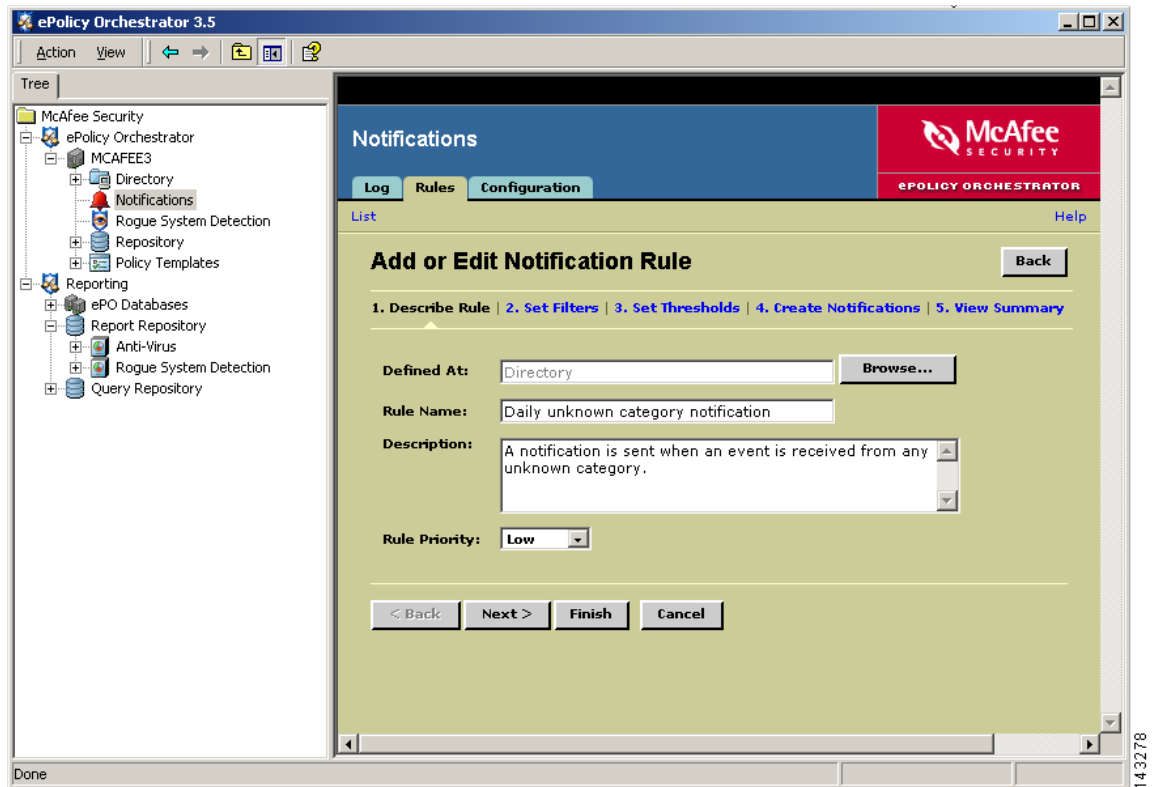 ePolicy Orchestrator 3.5
Action View
Tree
McAfee Security
ePolicy Orchestrator
MCAFEE3
Directory
Notifications
Rogue System Detection
Repository
Policy Templates
Reporting
ePO Databases
Report Repository
Anti-Virus
Rogue System Detection
Query Repository
Notifications
McAfee
SECURITY
Log Rules Configuration
ePOLICY ORCHESTRATOR
List Help
Add or Edit Notification Rule
Back
1. Describe Rule | 2. Set Filters | 3. Set Thresholds | 4. Create Notifications | 5. View Summary
Defined At: Directory Browse...
Rule Name: Daily unknown category notification
Description: A notification is sent when an event is received from any
unknown category.
Rule Priority: Low
< Back Next > Finish Cancel
Done
143278